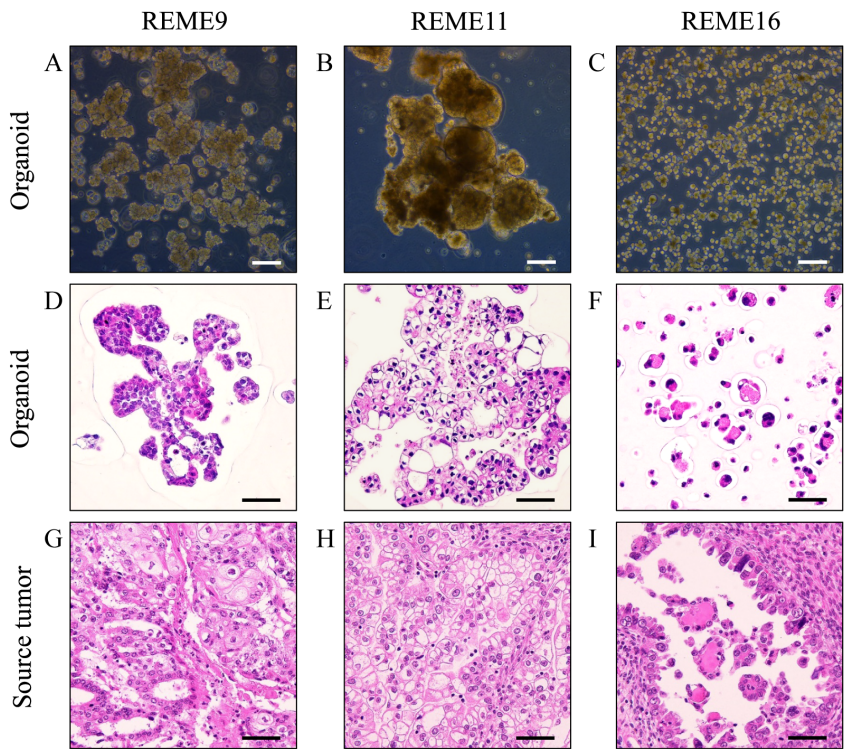 REME9 REME11 REME16
A B C
Organoid
D E F
Organoid
G H I
Source tumor